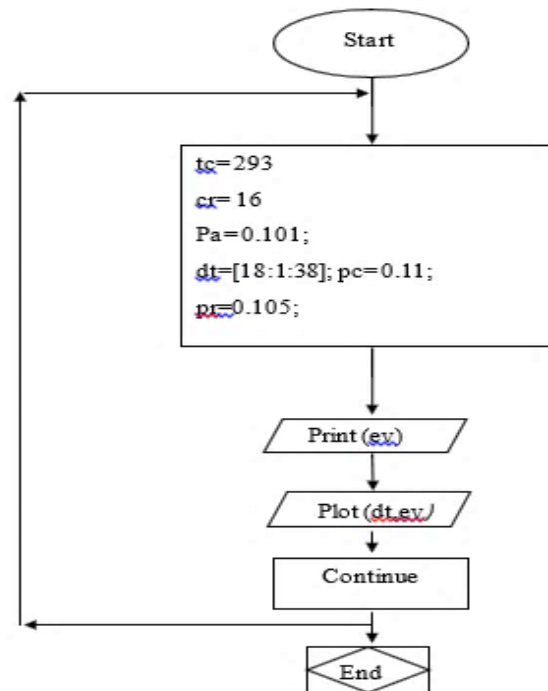 Start
tc=293
cr= 16
Pa=0.101;
dt=[18:1:38]; pc=0.11;
pr=0.105;
Print (ev)
Plot (dt,ev)
Continue
End